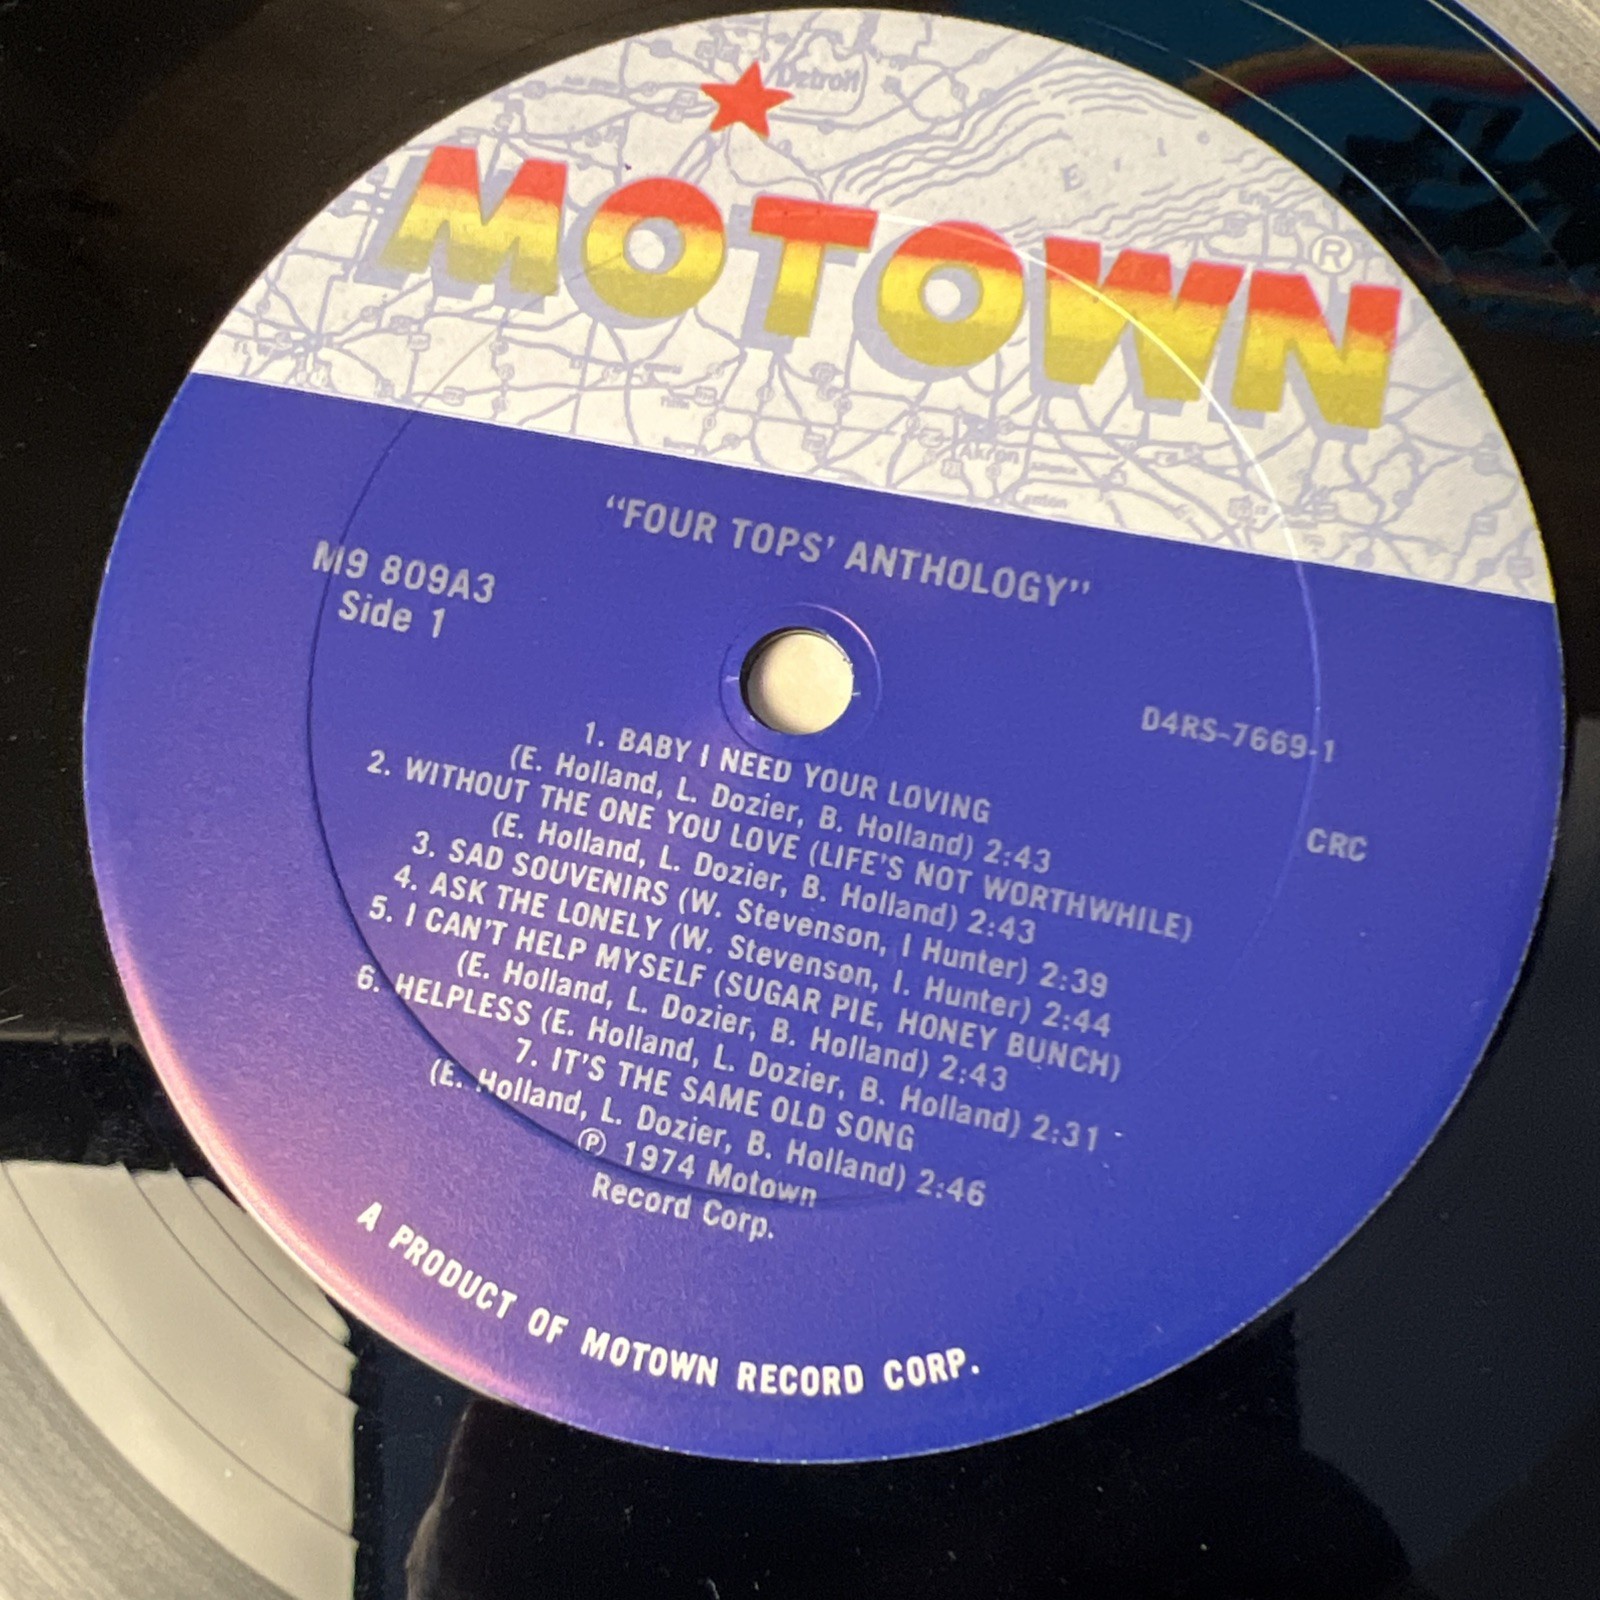 Detroit
MOTOWN®
Akron
"FOUR TOPS' ANTHOLOGY"
M9 809A3
Side 1
D4RS-7669-1
CRC
1. BABY I NEED YOUR LOVING
(E. Holland, L. Dozier, B. Holland) 2:43
2. WITHOUT THE ONE YOU LOVE (LIFE'S NOT WORTHWHILE)
(E. Holland, L. Dozier, B. Holland) 2:43
3. SAD SOUVENIRS (W. Stevenson, I Hunter) 2:39
4. ASK THE LONELY (W. Stevenson, I. Hunter) 2:44
5. I CAN'T HELP MYSELF (SUGAR PIE, HONEY BUNCH)
(E. Holland, L. Dozier, B. Holland) 2:43
6. HELPLESS (E. Holland, L. Dozier, B. Holland) 2:31
7. IT'S THE SAME OLD SONG
(E. Holland, L. Dozier, B. Holland) 2:46
℗ 1974 Motown
Record Corp.
A PRODUCT OF MOTOWN RECORD CORP.